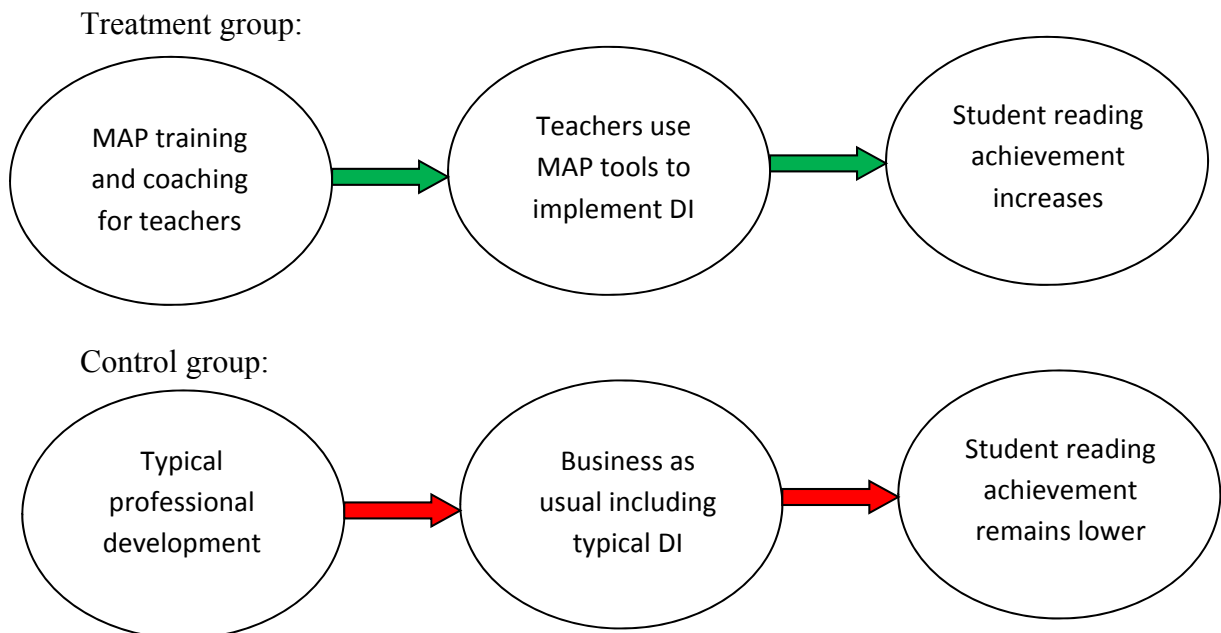 Treatment group:
MAP training
and coaching
for teachers
Teachers use
MAP tools to
implement DI
Student reading
achievement
increases
Control group:
Typical
professional
development
Business as
usual including
typical DI
Student reading
achievement
remains lower